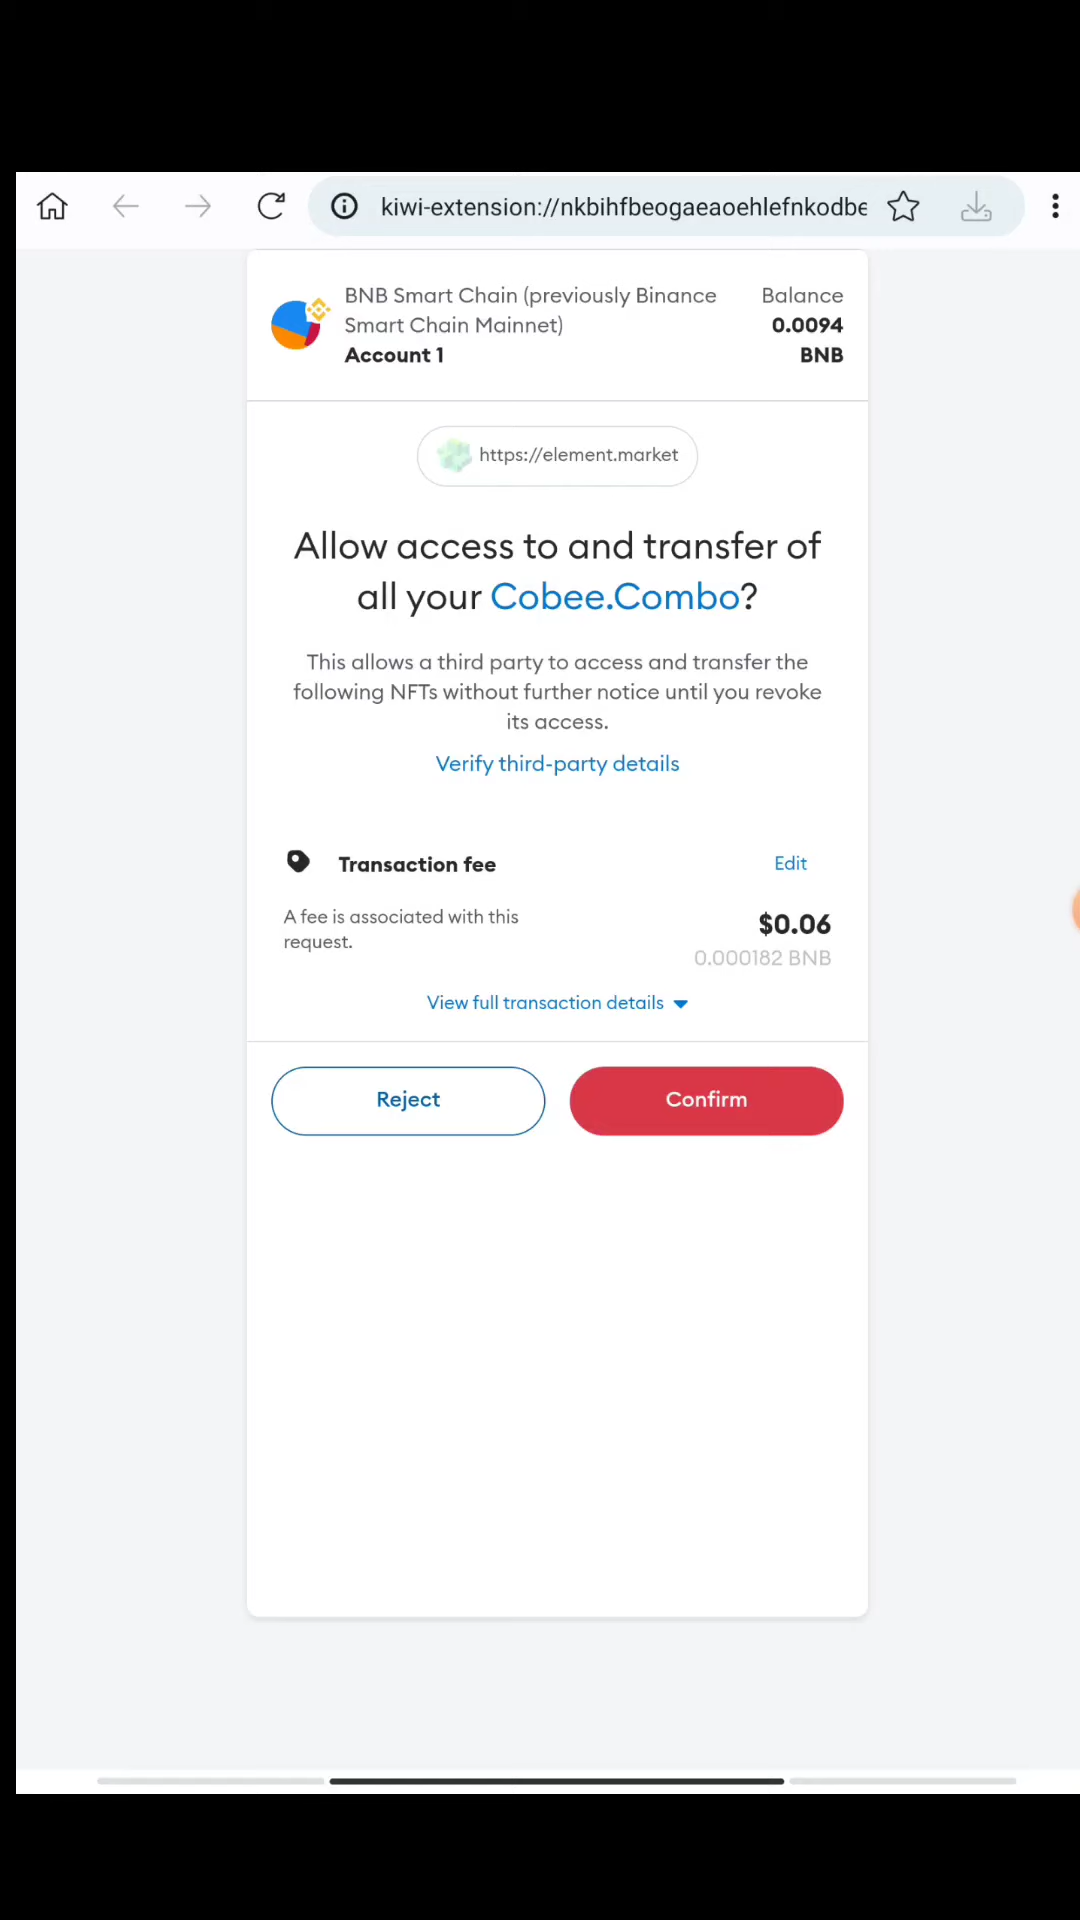 kiwi-extension://nkbihfbeogaeaoehlefnkodbe
BNB Smart Chain (previously Binance
Smart Chain Mainnet)
Account 1
Balance
0.0094
BNB
https://element.market
Allow access to and transfer of
all your Cobee.Combo?
This allows a third party to access and transfer the
following NFTs without further notice until you revoke
its access.
Verify third-party details
Transaction fee
Edit
A fee is associated with this
request.
$0.06
0.000182 BNB
View full transaction details
Reject
Confirm